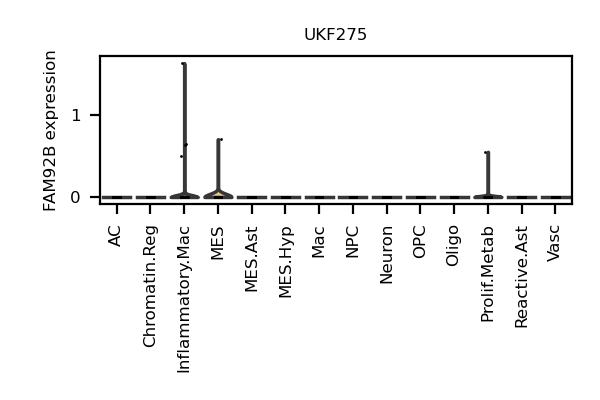 UKF275
FAM92B expression
1
0
AC
Chromatin.Reg
Inflammatory.Mac
MES
MES.Ast
MES.Hyp
Mac
NPC
Neuron
OPC
Oligo
Prolif.Metab
Reactive.Ast
Vasc